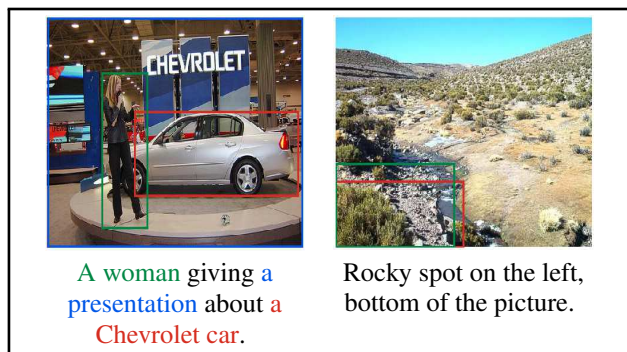 CHEVROLET
A woman giving a
presentation about a
Chevrolet car.
Rocky spot on the left,
bottom of the picture.